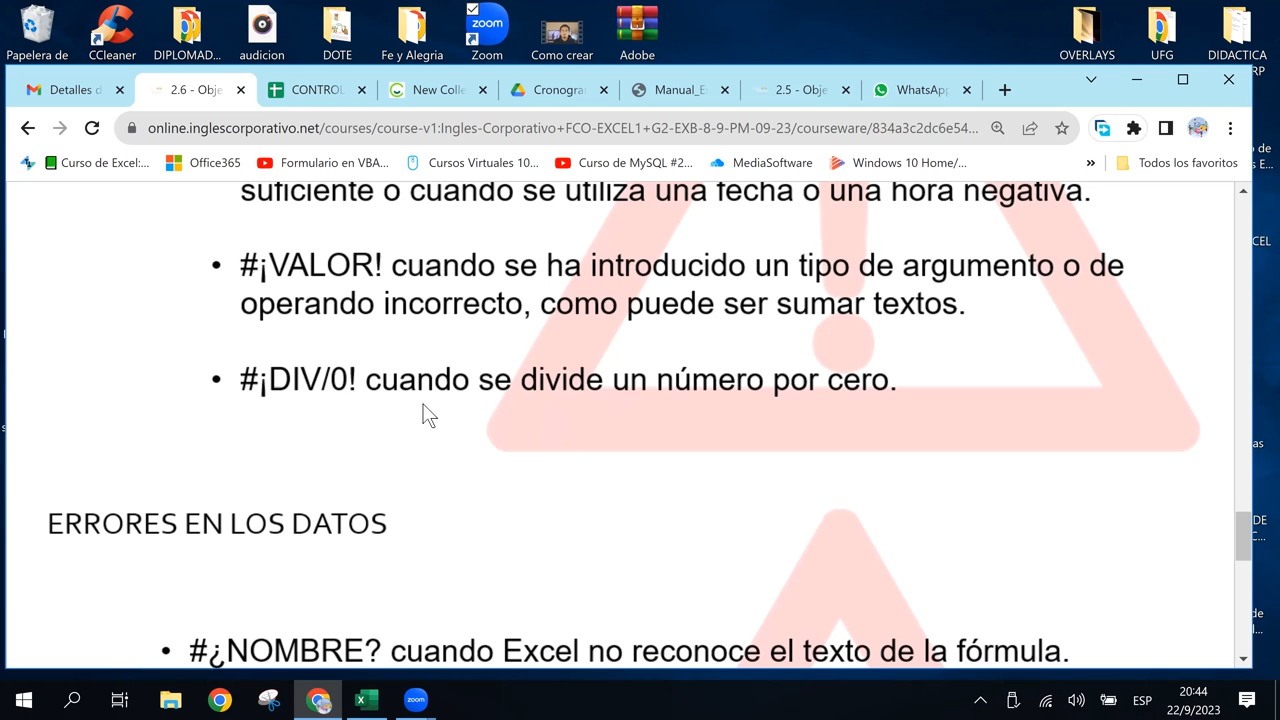 Papelera de
CCleaner
DIPLOMAD...
audicion
DOTE
Fe y Alegria
zoom
Zoom
Como crear
Adobe
OVERLAYS
UFG
DIDACTICA
Detalles d
2.6 - Obje
CONTROL
New Colle
Cronogra
Manual_E
2.5 - Obje
WhatsApp
online.inglescorporativo.net/courses/course-v1:Ingles-Corporativo+FCO-EXCEL1+G2-EXB33-9-PM-09-23/courseware/834a3c2dc6e54...
Curso de Excel:...
Office365
Formulario en VBA...
Cursos Virtuales 10...
Curso de MySQL #2...
MediaSoftware
Windows 10 Home/...
»
Todos los favoritos
suficiente o cuando se utiliza una fecha o una hora negativa.
• #¡VALOR! cuando se ha introducido un tipo de argumento o de
operando incorrecto, como puede ser sumar textos.
• #¡DIV/0! cuando se divide un número por cero.
ERRORES EN LOS DATOS
• #¿NOMBRE? cuando Excel no reconoce el texto de la fórmula.
zoom
ESP
20:44
22/9/2023